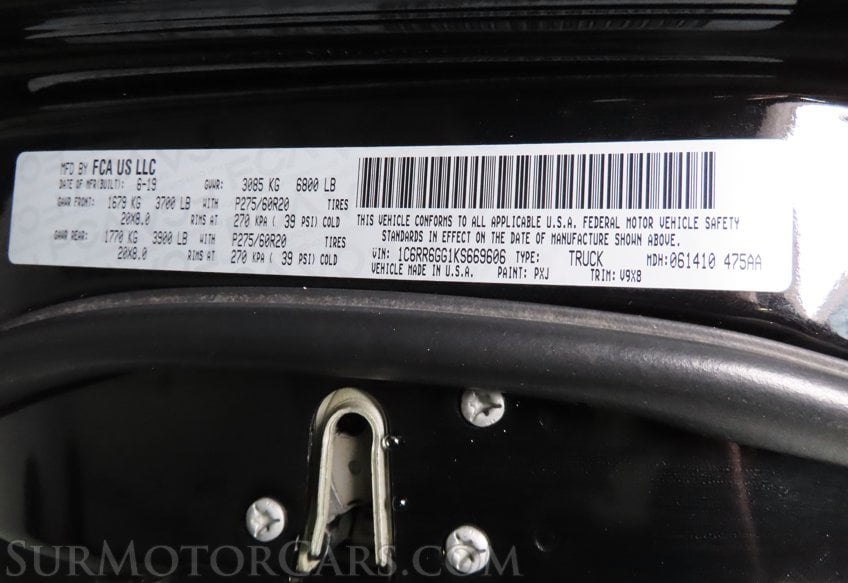 MFD BY FCA US LLC
DATE OF MFR(BUILT): 6-19 GVWR: 3085 KG 6800 LB
GAWR FRONT: 1679 KG 3700 LB WITH P275/60R20 TIRES
20X8.0 RIMS AT 270 KPA ( 39 PSI) COLD
GAWR REAR: 1770 KG 3900 LB WITH P275/60R20 TIRES
20X8.0 RIMS AT 270 KPA ( 39 PSI) COLD
THIS VEHICLE CONFORMS TO ALL APPLICABLE U.S.A. FEDERAL MOTOR VEHICLE SAFETY
STANDARDS IN EFFECT ON THE DATE OF MANUFACTURE SHOWN ABOVE.
VIN: 1C6RR6GG1KS669606 TYPE: TRUCK MDH: 061410 475AA
VEHICLE MADE IN U.S.A. PAINT: PXJ TRIM: V9X8
SurMotorCars.com